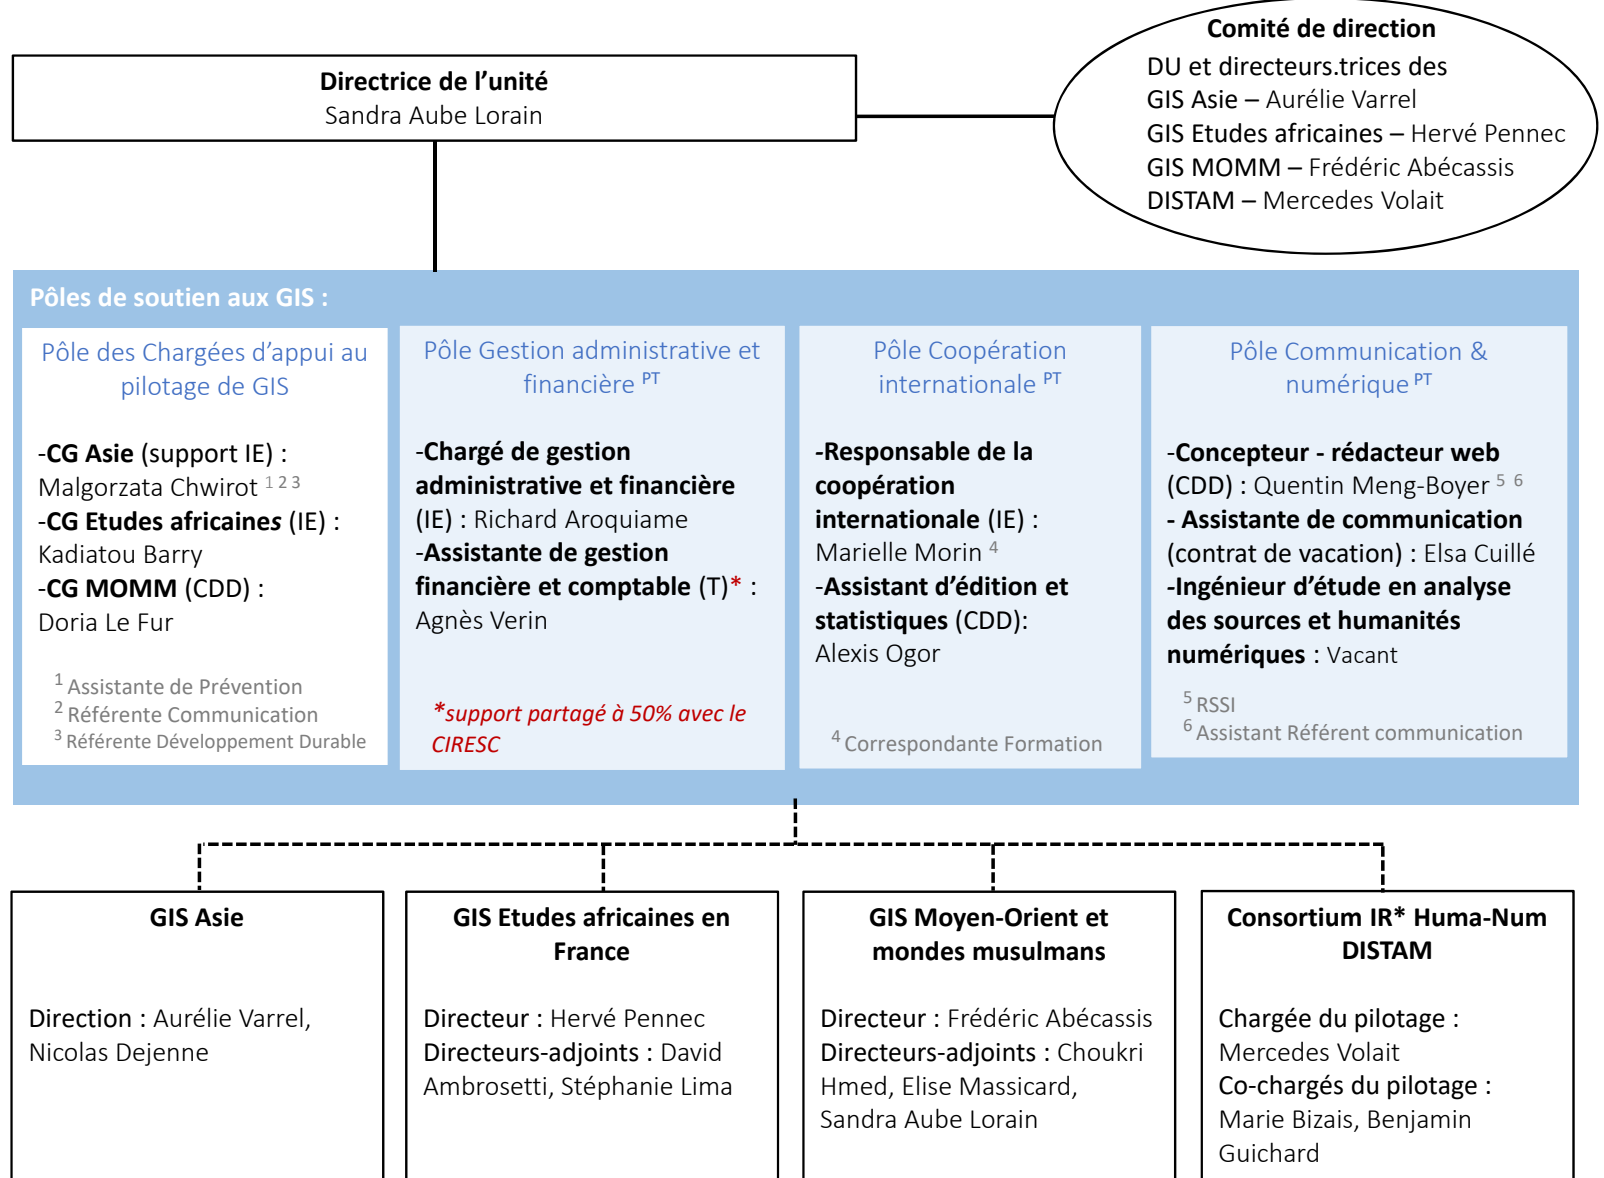 Directrice de l’unité
Sandra Aube Lorain
Comité de direction
DU et directeurs.trices des
GIS Asie – Aurélie Varrel
GIS Etudes africaines – Hervé Pennec
GIS MOMM – Frédéric Abécassis
DISTAM – Mercedes Volait
Pôles de soutien aux GIS :
Pôle des Chargées d’appui au
pilotage de GIS
-CG Asie (support IE) :
Malgorzata Chwirot 1 2 3
-CG Etudes africaines (IE) :
Kadiatou Barry
-CG MOMM (CDD) :
Doria Le Fur
1 Assistante de Prévention
2 Référente Communication
3 Référente Développement Durable
Pôle Gestion administrative et
financière PT
-Chargé de gestion
administrative et financière
(IE) : Richard Aroquiame
-Assistante de gestion
financière et comptable (T)* :
Agnès Verin
*support partagé à 50% avec le
CIRESC
Pôle Coopération
internationale PT
-Responsable de la
coopération
internationale (IE) :
Marielle Morin 4
-Assistant d’édition et
statistiques (CDD):
Alexis Ogor
4 Correspondante Formation
Pôle Communication &
numérique PT
-Concepteur - rédacteur web
(CDD) : Quentin Meng-Boyer 5 6
- Assistante de communication
(contrat de vacation) : Elsa Cuillé
-Ingénieur d’étude en analyse
des sources et humanités
numériques : Vacant
5 RSSI
6 Assistant Référent communication
GIS Asie
Direction : Aurélie Varrel,
Nicolas Dejenne
GIS Etudes africaines en
France
Directeur : Hervé Pennec
Directeurs-adjoints : David
Ambrosetti, Stéphanie Lima
GIS Moyen-Orient et
mondes musulmans
Directeur : Frédéric Abécassis
Directeurs-adjoints : Choukri
Hmed, Elise Massicard,
Sandra Aube Lorain
Consortium IR* Huma-Num
DISTAM
Chargée du pilotage :
Mercedes Volait
Co-chargés du pilotage :
Marie Bizais, Benjamin
Guichard